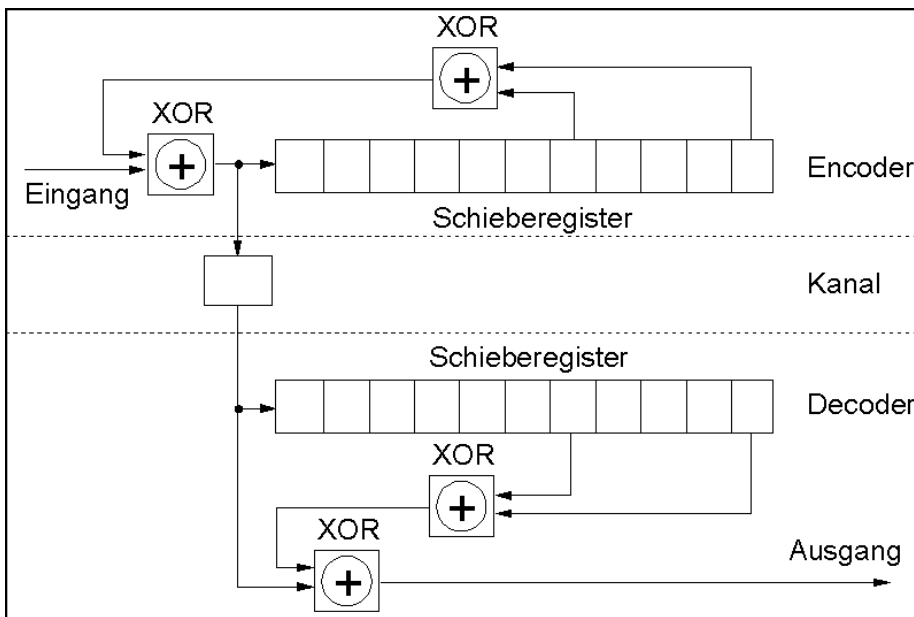 XOR
XOR
Eingang
Encoder
Schieberegister
Kanal
Schieberegister
Decoder
XOR
XOR
Ausgang